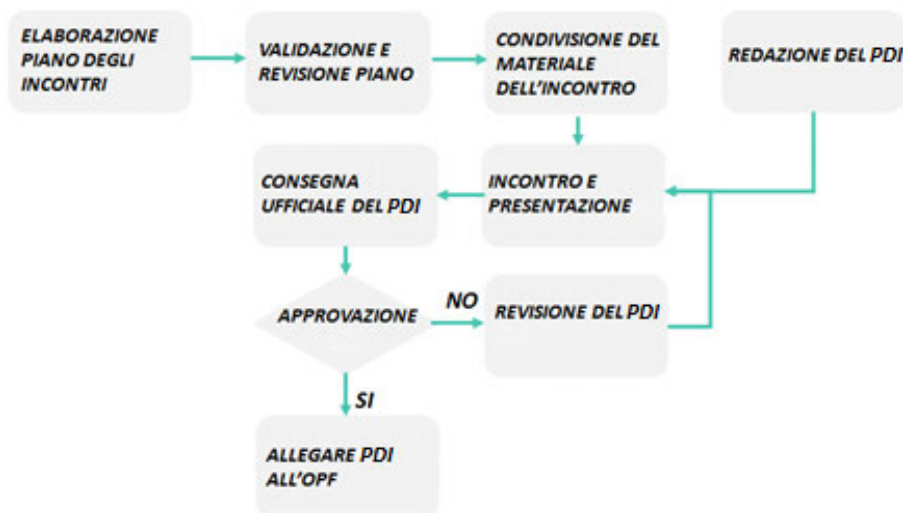 ELABORAZIONE
PIANO DEGLI
INCONTRI
VALIDAZIONE E
REVISIONE PIANO
CONDIVISIONE DEL
MATERIALE
DELL'INCONTRO
REDAZIONE DEL PDI
CONSEGNA
UFFICIALE DEL PDI
INCONTRO E
PRESENTAZIONE
APPROVAZIONE
NO
REVISIONE DEL PDI
SI
ALLEGARE PDI
ALL'OPF